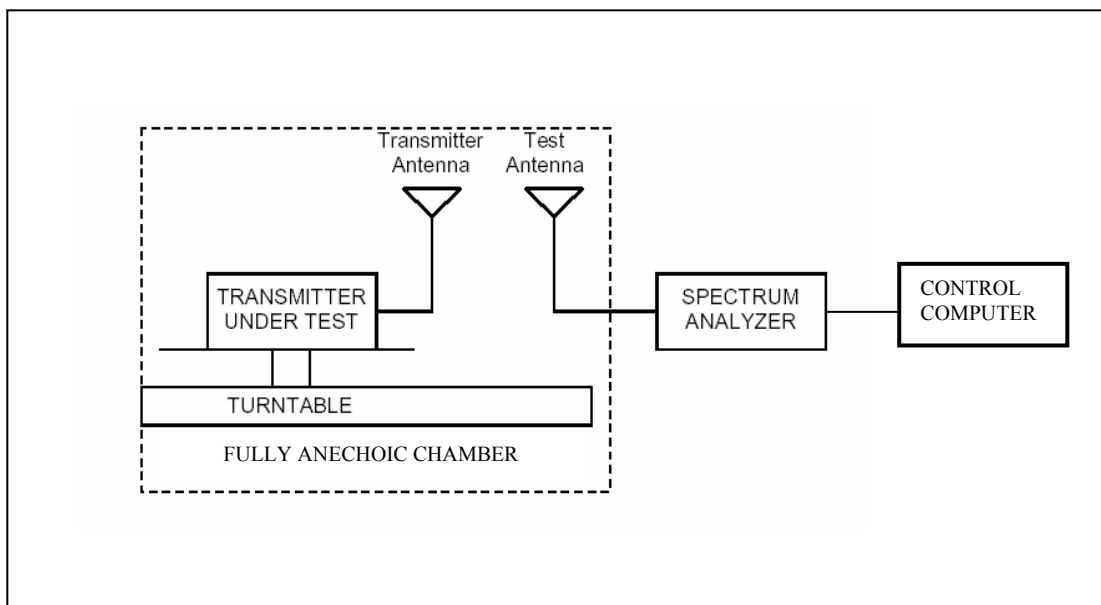 Transmitter
Antenna
Test
Antenna
TRANSMITTER
UNDER TEST
SPECTRUM
ANALYZER
CONTROL
COMPUTER
TURNTABLE
FULLY ANECHOIC CHAMBER